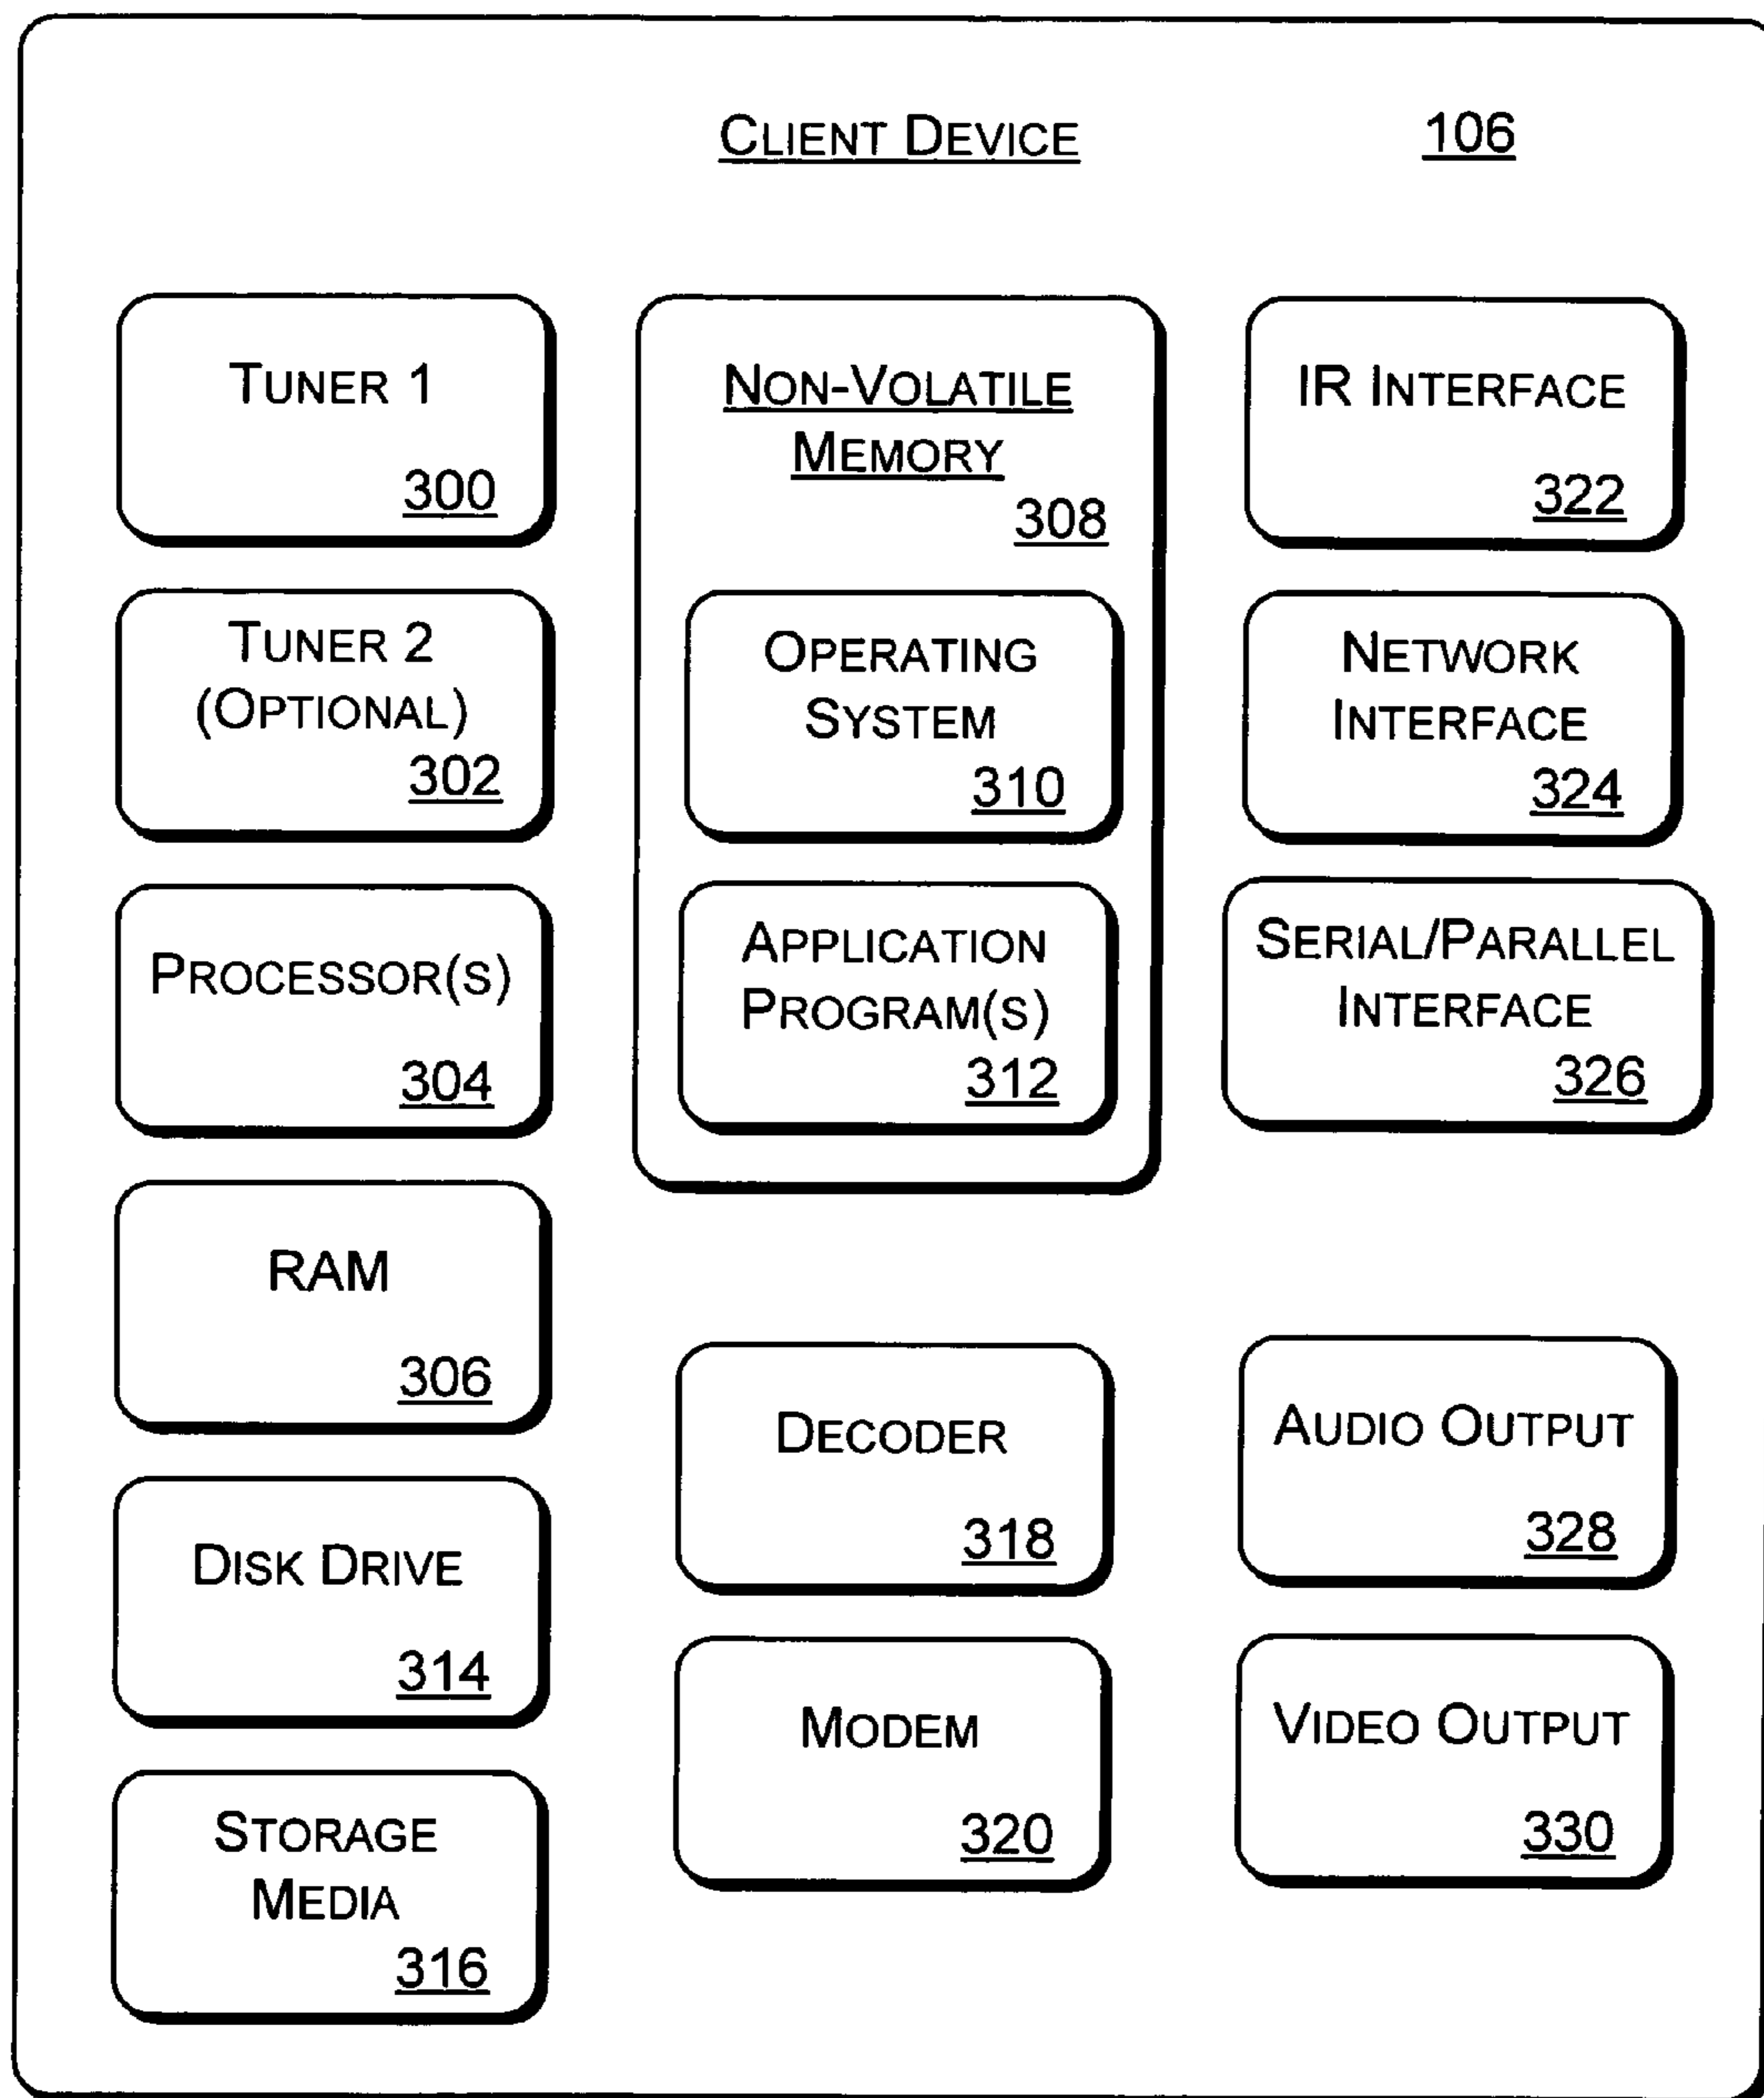 CLIENT DEVICE 106
TUNER 1
300
TUNER 2
(OPTIONAL)
302
PROCESSOR(S)
304
RAM
306
DISK DRIVE
314
STORAGE
MEDIA
316
NON-VOLATILE
MEMORY
308
OPERATING
SYSTEM
310
APPLICATION
PROGRAM(S)
312
DECODER
318
MODEM
320
IR INTERFACE
322
NETWORK
INTERFACE
324
SERIAL/PARALLEL
INTERFACE
326
AUDIO OUTPUT
328
VIDEO OUTPUT
330